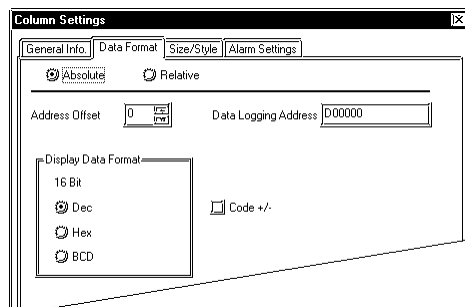 Column Settings
General Info. Data Format Size/Style Alarm Settings
Absolute Relative
Address Offset 0 Data Logging Address D00000
Display Data Format
16 Bit
Dec Code +/-
Hex
BCD